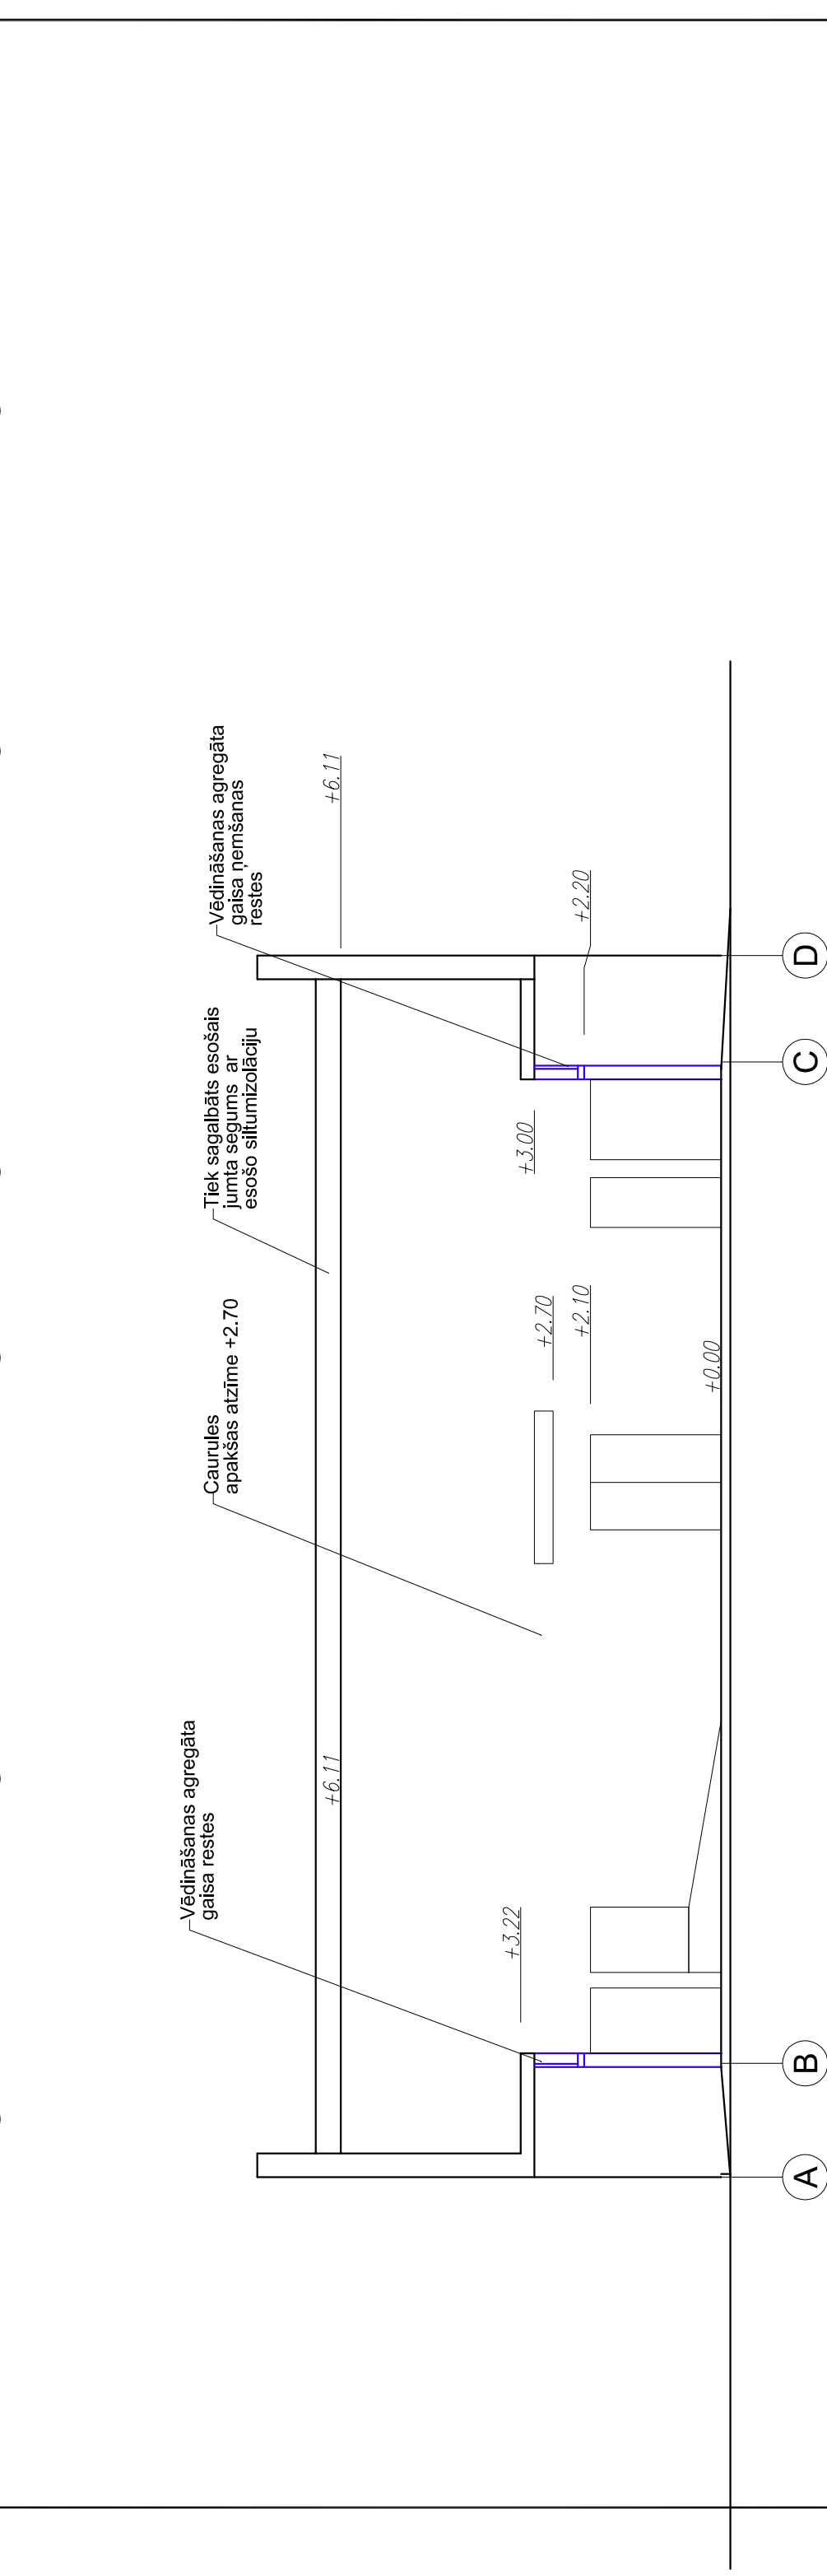 Vēdināšanas agregāta
gaisa restes
Caurules
apakšas atzīme +2.70
Tiek sagalbāts esošais
jumta segums ar
esošo siltumizolāciju
Vēdināšanas agregāta
gaisa ņemšanas
restes
+6.11
+6.11
+3.22
+3.00
+2.70
+2.10
+2.20
+0.00
A
B
C
D